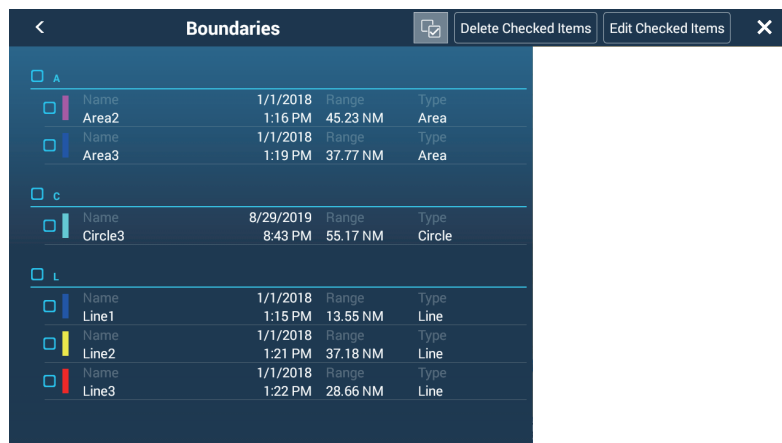 Boundaries Delete Checked Items Edit Checked Items
A
Name 1/1/2018 Range Type
Area2 1:16 PM 45.23 NM Area
Name 1/1/2018 Range Type
Area3 1:19 PM 37.77 NM Area
C
Name 8/29/2019 Range Type
Circle3 8:43 PM 55.17 NM Circle
L
Name 1/1/2018 Range Type
Line1 1:15 PM 13.55 NM Line
Name 1/1/2018 Range Type
Line2 1:21 PM 37.18 NM Line
Name 1/1/2018 Range Type
Line3 1:22 PM 28.66 NM Line